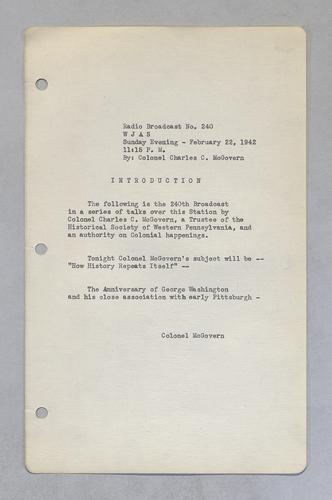 Radio Broadcast No. 240
W J A S
Sunday Evening - February 22, 1942
11:15 P. M.
By: Colonel Charles C. McGovern
I N T R O D U C T I O N
The following is the 240th Broadcast
in a series of talks over this Station by
Colonel Charles C. McGovern, a Trustee of the
Historical Society of Western Pennsylvania, and
an authority on Colonial happenings.
Tonight Colonel McGovern's subject will be --
"How History Repeats Itself" --
The Anniversary of George Washington
and his close association with early Pittsburgh -
Colonel McGovern